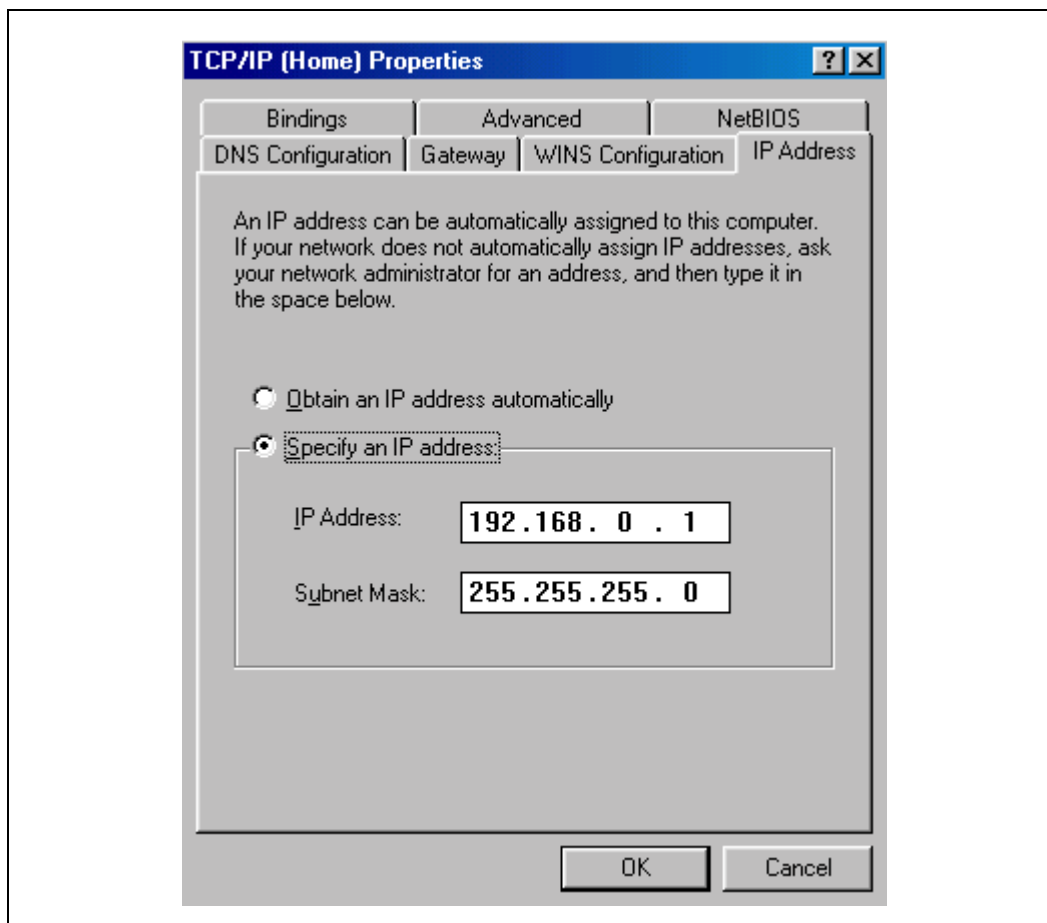 TCP/IP (Home) Properties
Bindings Advanced NetBIOS
DNS Configuration Gateway WINS Configuration IP Address
An IP address can be automatically assigned to this computer.
If your network does not automatically assign IP addresses, ask
your network administrator for an address, and then type it in
the space below.
Obtain an IP address automatically
Specify an IP address:
IP Address: 192.168. 0 . 1
Subnet Mask: 255.255.255. 0
OK Cancel